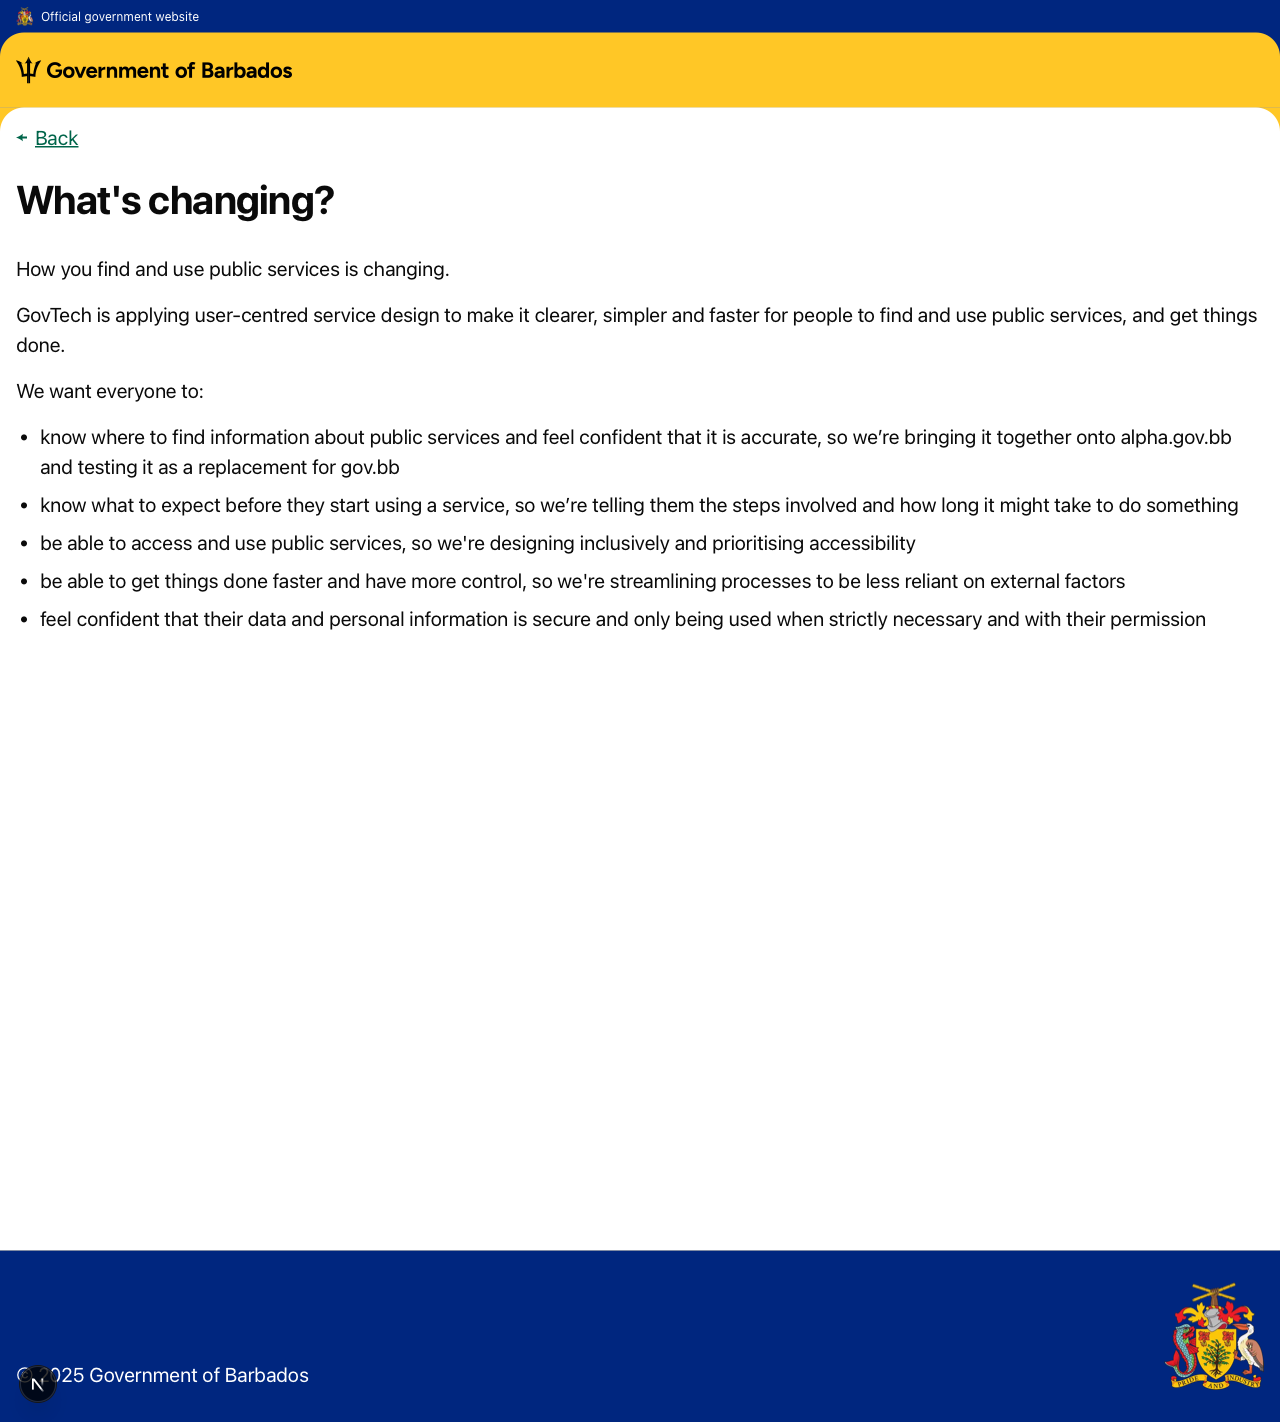 Official government website
Government of Barbados
Back
What's changing?
How you find and use public services is changing.
GovTech is applying user-centred service design to make it clearer, simpler and faster for people to find and use public services, and get things
done.
We want everyone to:
• know where to find information about public services and feel confident that it is accurate, so we’re bringing it together onto alpha.gov.bb
and testing it as a replacement for gov.bb
• know what to expect before they start using a service, so we’re telling them the steps involved and how long it might take to do something
• be able to access and use public services, so we're designing inclusively and prioritising accessibility
• be able to get things done faster and have more control, so we're streamlining processes to be less reliant on external factors
• feel confident that their data and personal information is secure and only being used when strictly necessary and with their permission
© 2025 Government of Barbados
N
PRIDE AND INDUSTRY